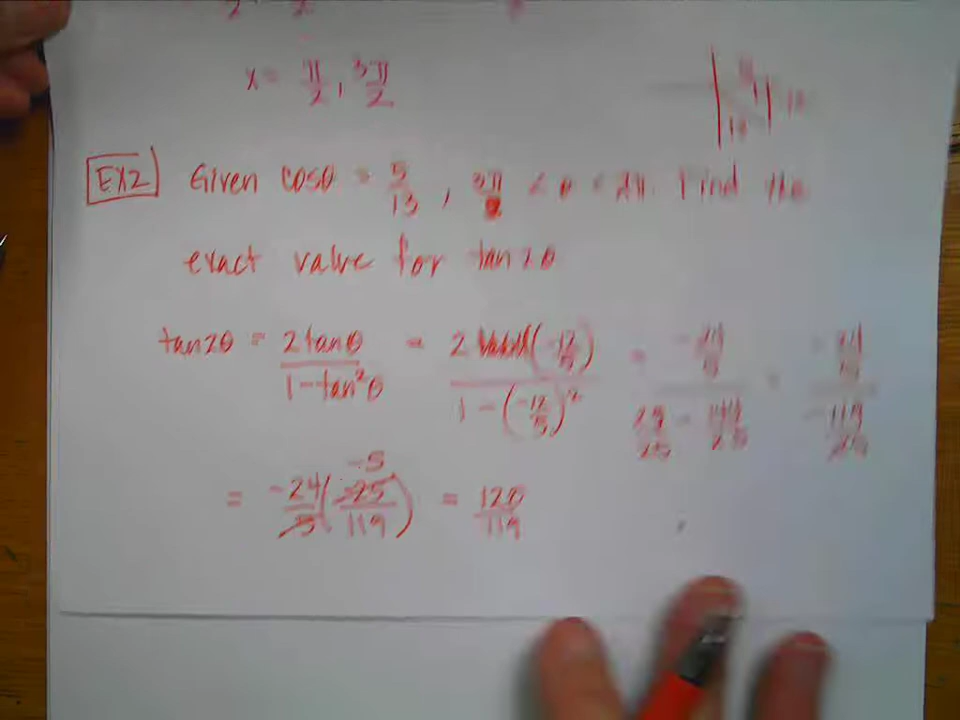 x = π/2, 3π/2
EX2 Given cosθ = 5/13, 3π/2 < θ < 2π. Find the
exact value for tan2θ
tan2θ = 2tanθ/(1-tan²θ) = 2(-12/5)/(1-(-12/5)²) = (-24/5)/(25/25 - 144/25) = (-24/5)/(-119/25)
= -24/5(-25/119) -5 = 120/119